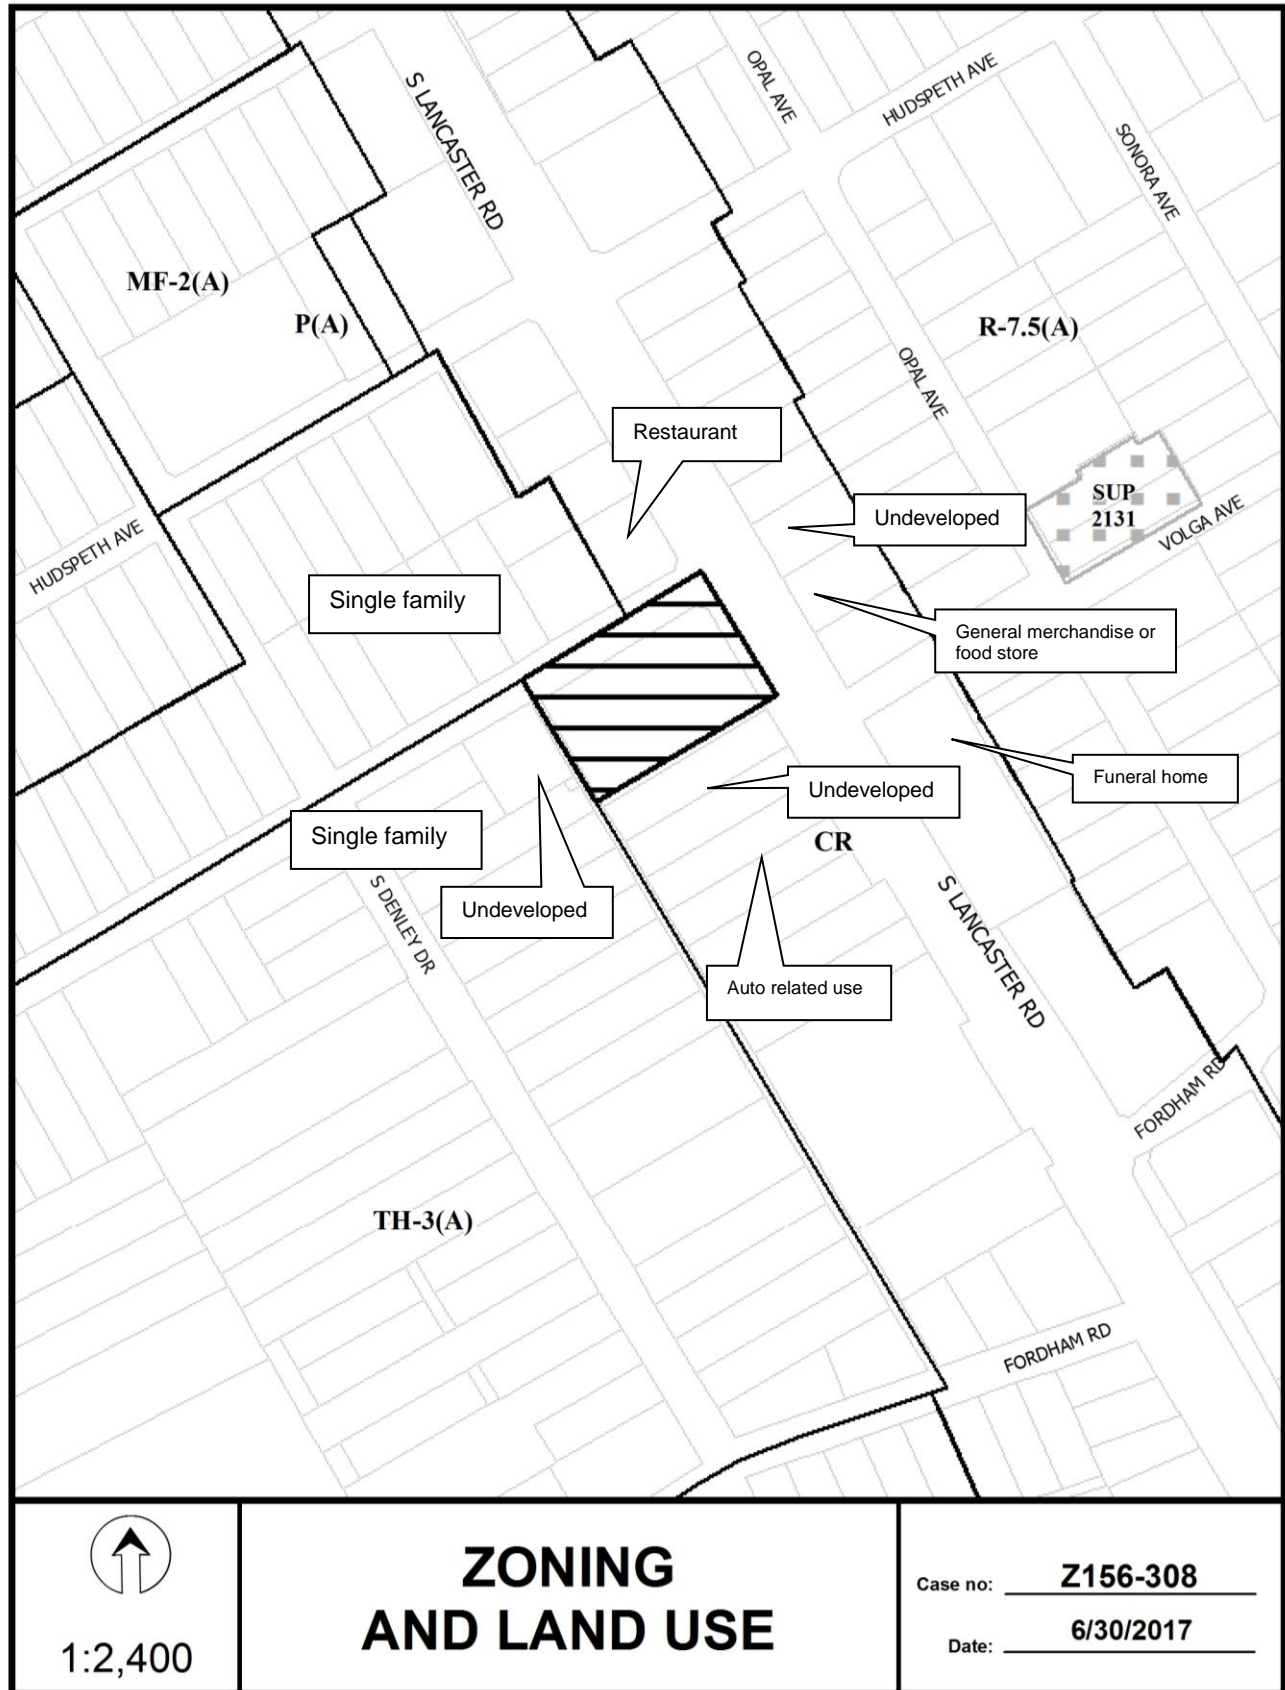 S LANCASTER RD
OPAL AVE
HUDSPETH AVE
SONORA AVE
MF-2(A)
P(A)
R-7.5(A)
OPAL AVE
Restaurant
SUP
2131
Undeveloped
VOLGA AVE
HUDSPETH AVE
Single family
General merchandise or
food store
Funeral home
Undeveloped
Single family
CR
S DENLEY DR
Undeveloped
S LANCASTER RD
Auto related use
FORDHAM RD
TH-3(A)
FORDHAM RD
1:2,400
ZONING
AND LAND USE
Case no: Z156-308
Date: 6/30/2017